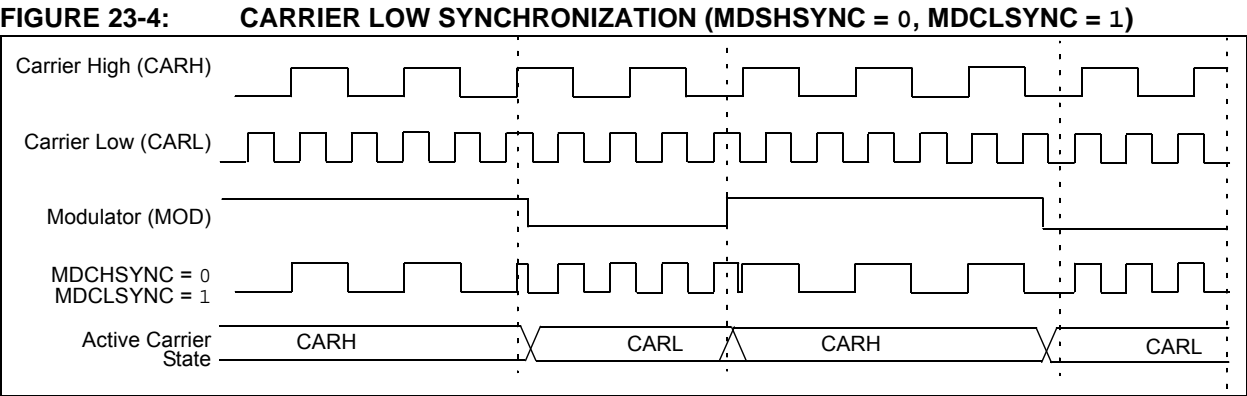 FIGURE 23-4: CARRIER LOW SYNCHRONIZATION (MDSHSYNC = 0, MDCLSYNC = 1)
Carrier High (CARH)
Carrier Low (CARL)
Modulator (MOD)
MDCHSYNC = 0
MDCLSYNC = 1
Active Carrier
State
CARH
CARL
CARH
CARL